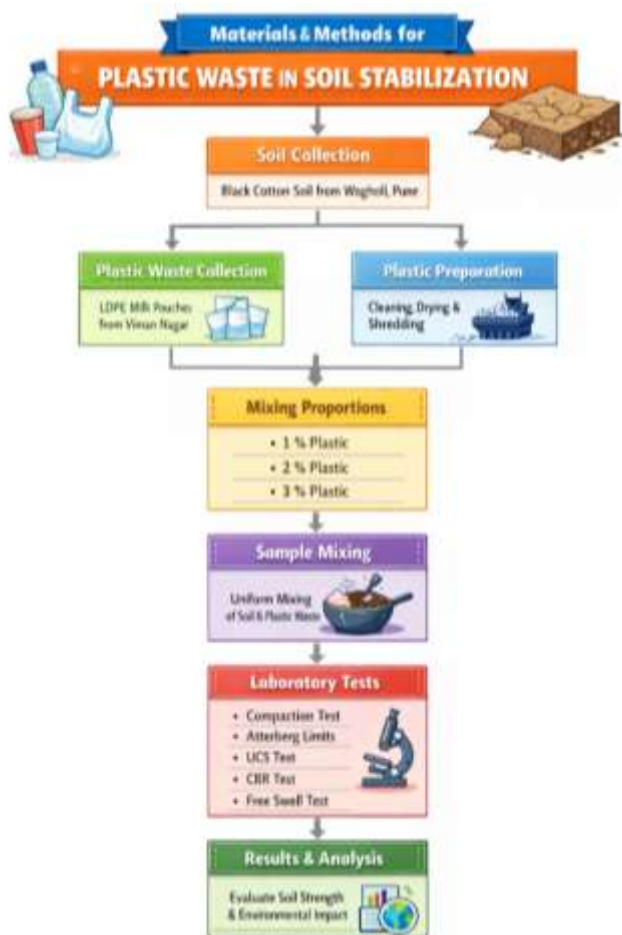 Materials & Methods for
PLASTIC WASTE IN SOIL STABILIZATION
Soil Collection
Black Cotton Soil from Wagholi, Pune
Plastic Waste Collection
LDPE Milk Pouches
from Viman Nagar
Plastic Preparation
Cleaning, Drying &
Shredding
Mixing Proportions
• 1 % Plastic
• 2 % Plastic
• 3 % Plastic
Sample Mixing
Uniform Mixing
of Soil & Plastic Waste
Laboratory Tests
• Compaction Test
• Atterberg Limits
• UCS Test
• CBR Test
• Free Swell Test
Results & Analysis
Evaluate Soil Strength
& Environmental Impact